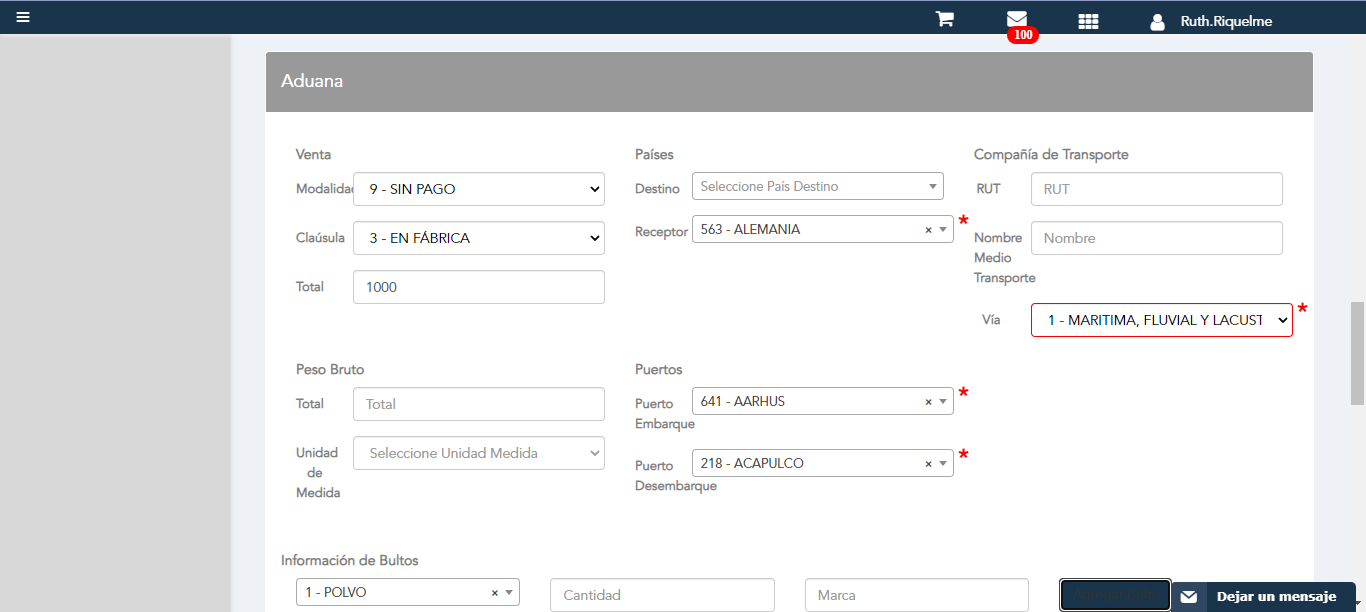 100
Ruth.Riquelme
Aduana
Venta
Modalidad 9 - SIN PAGO
Claúsula 3 - EN FÁBRICA
Total 1000
Países
Destino Seleccione País Destino
Receptor 563 - ALEMANIA × *
Compañía de Transporte
RUT RUT
Nombre Medio Transporte Nombre
Vía 1 - MARITIMA, FLUVIAL Y LACUST *
Peso Bruto
Total Total
Unidad de Medida Seleccione Unidad Medida
Puertos
Puerto Embarque 641 - AARHUS × *
Puerto Desembarque 218 - ACAPULCO × *
Información de Bultos
1 - POLVO × Cantidad Marca
Dejar un mensaje